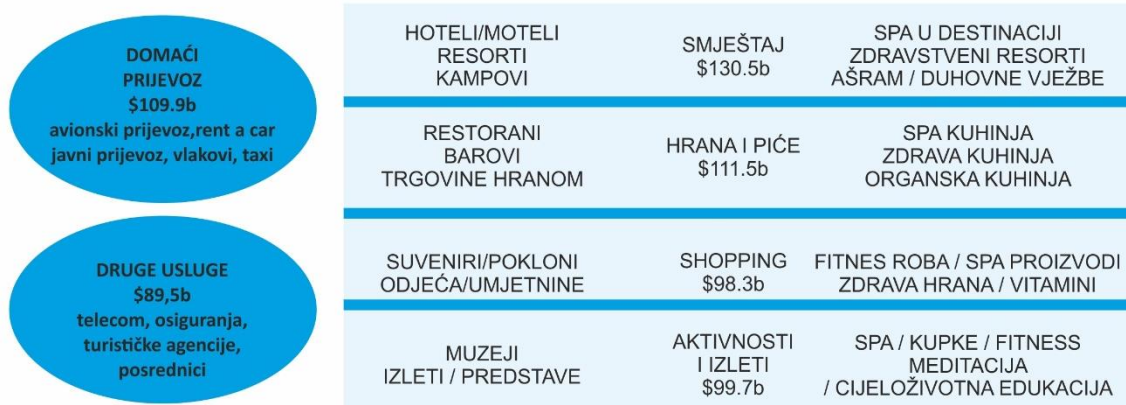 DOMAĆI
PRIJEVOZ
$109.9b
avionski prijevoz,rent a car
javni prijevoz, vlakovi, taxi
DRUGE USLUGE
$89,5b
telecom, osiguranja,
turističke agencije,
posrednici
HOTELI/MOTELI
RESORTI
KAMPOVI
SMJEŠTAJ
$130.5b
SPA U DESTINACIJI
ZDRAVSTVENI RESORTI
AŠRAM / DUHOVNE VJEŽBE
RESTORANI
BAROVI
TRGOVINE HRANOM
HRANA I PIĆE
$111.5b
SPA KUHINJA
ZDRAVA KUHINJA
ORGANSKA KUHINJA
SUVENIRI/POKLONI
ODJEĆA/UMJETNINE
SHOPPING
$98.3b
FITNES ROBA / SPA PROIZVODI
ZDRAVA HRANA / VITAMINI
MUZEJI
IZLETI / PREDSTAVE
AKTIVNOSTI
I IZLETI
$99.7b
SPA / KUPKE / FITNESS
MEDITACIJA
/ CIJELOŽIVOTNA EDUKACIJA